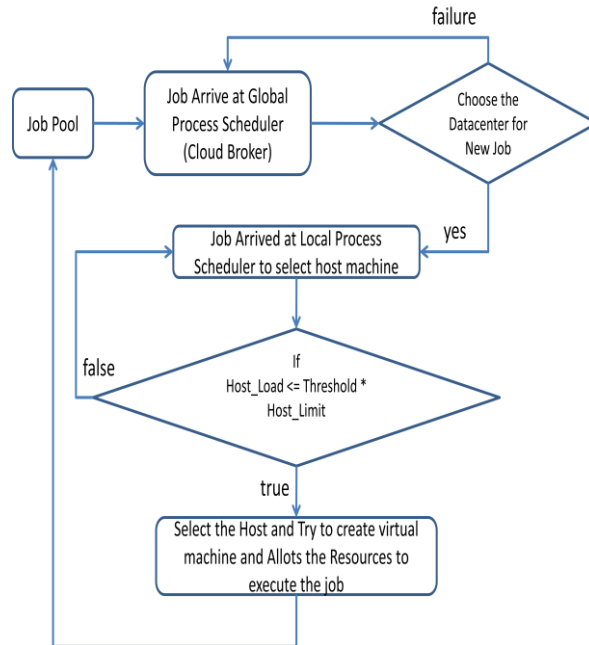 failure
Job Pool
Job Arrive at Global
Process Scheduler
(Cloud Broker)
Choose the
Datacenter for
New Job
yes
Job Arrived at Local Process
Scheduler to select host machine
false
If
Host_Load <= Threshold *
Host_Limit
true
Select the Host and Try to create virtual
machine and Allots the Resources to
execute the job